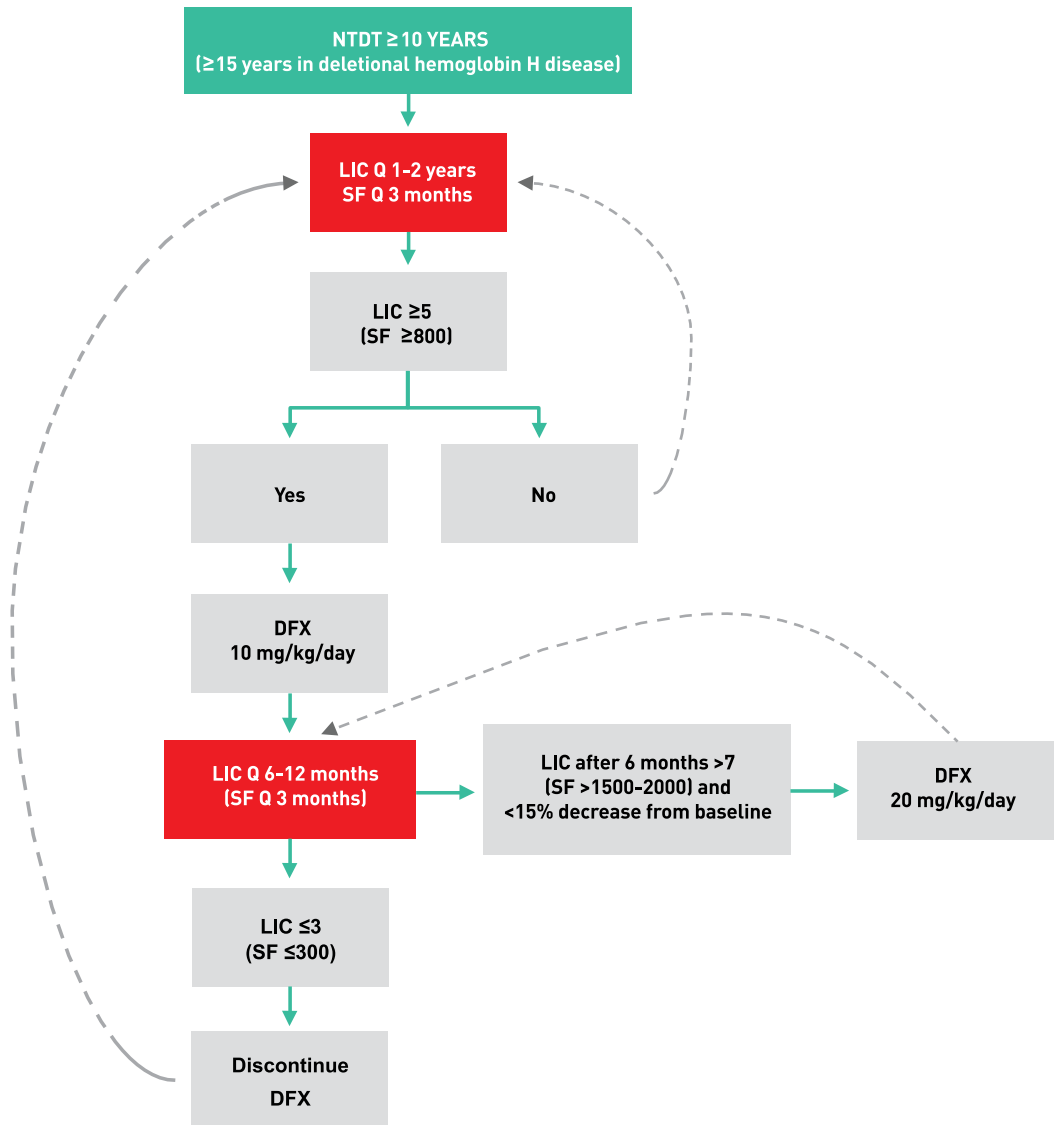 NTDT ≥10 YEARS
(≥15 years in deletional hemoglobin H disease)
LIC Q 1-2 years
SF Q 3 months
LIC ≥5
(SF ≥800)
Yes
No
DFX
10 mg/kg/day
LIC Q 6-12 months
(SF Q 3 months)
LIC after 6 months >7
(SF >1500-2000) and
<15% decrease from baseline
DFX
20 mg/kg/day
LIC ≤3
(SF ≤300)
Discontinue
DFX